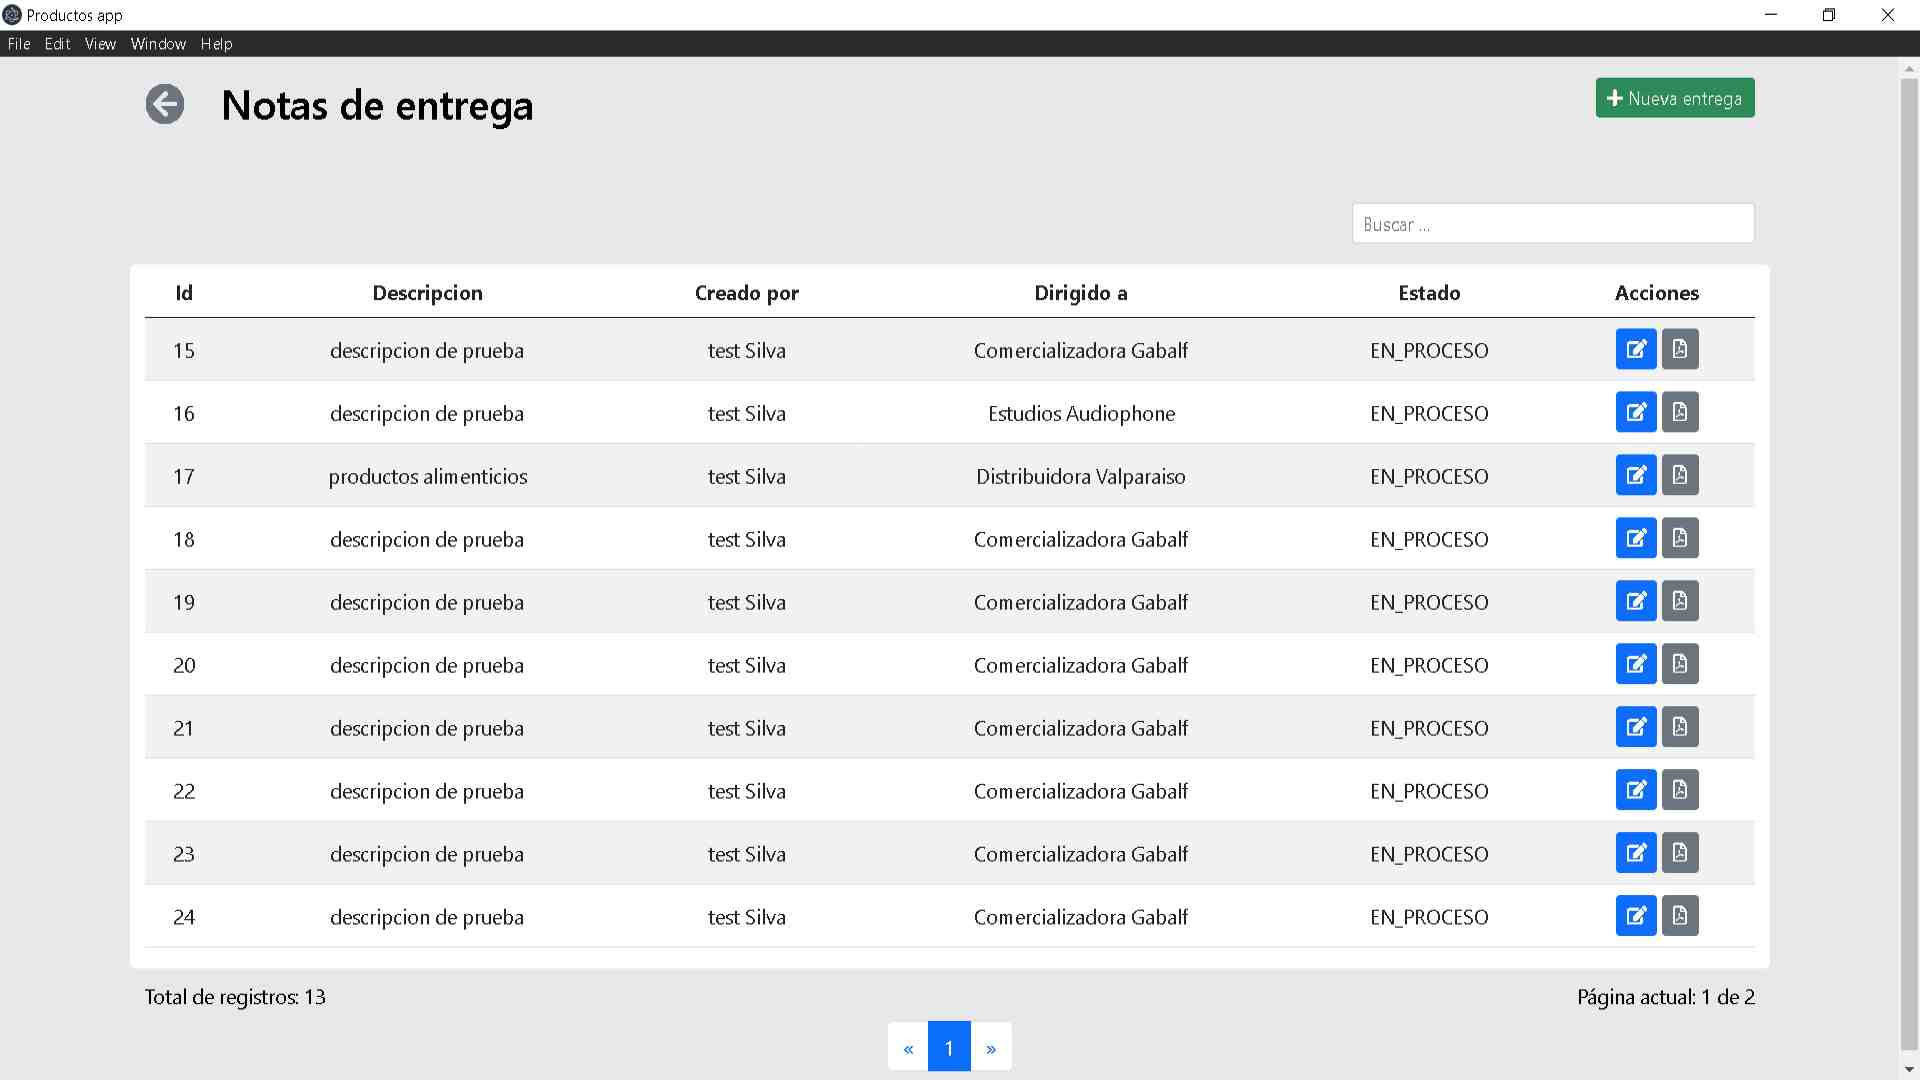 Productos app
File Edit View Window Help
Notas de entrega
Nueva entrega
Buscar ...
Id Descripcion Creado por Dirigido a Estado Acciones
15 descripcion de prueba test Silva Comercializadora Gabalf EN_PROCESO
16 descripcion de prueba test Silva Estudios Audiophone EN_PROCESO
17 productos alimenticios test Silva Distribuidora Valparaiso EN_PROCESO
18 descripcion de prueba test Silva Comercializadora Gabalf EN_PROCESO
19 descripcion de prueba test Silva Comercializadora Gabalf EN_PROCESO
20 descripcion de prueba test Silva Comercializadora Gabalf EN_PROCESO
21 descripcion de prueba test Silva Comercializadora Gabalf EN_PROCESO
22 descripcion de prueba test Silva Comercializadora Gabalf EN_PROCESO
23 descripcion de prueba test Silva Comercializadora Gabalf EN_PROCESO
24 descripcion de prueba test Silva Comercializadora Gabalf EN_PROCESO
Total de registros: 13 Página actual: 1 de 2
« 1 »